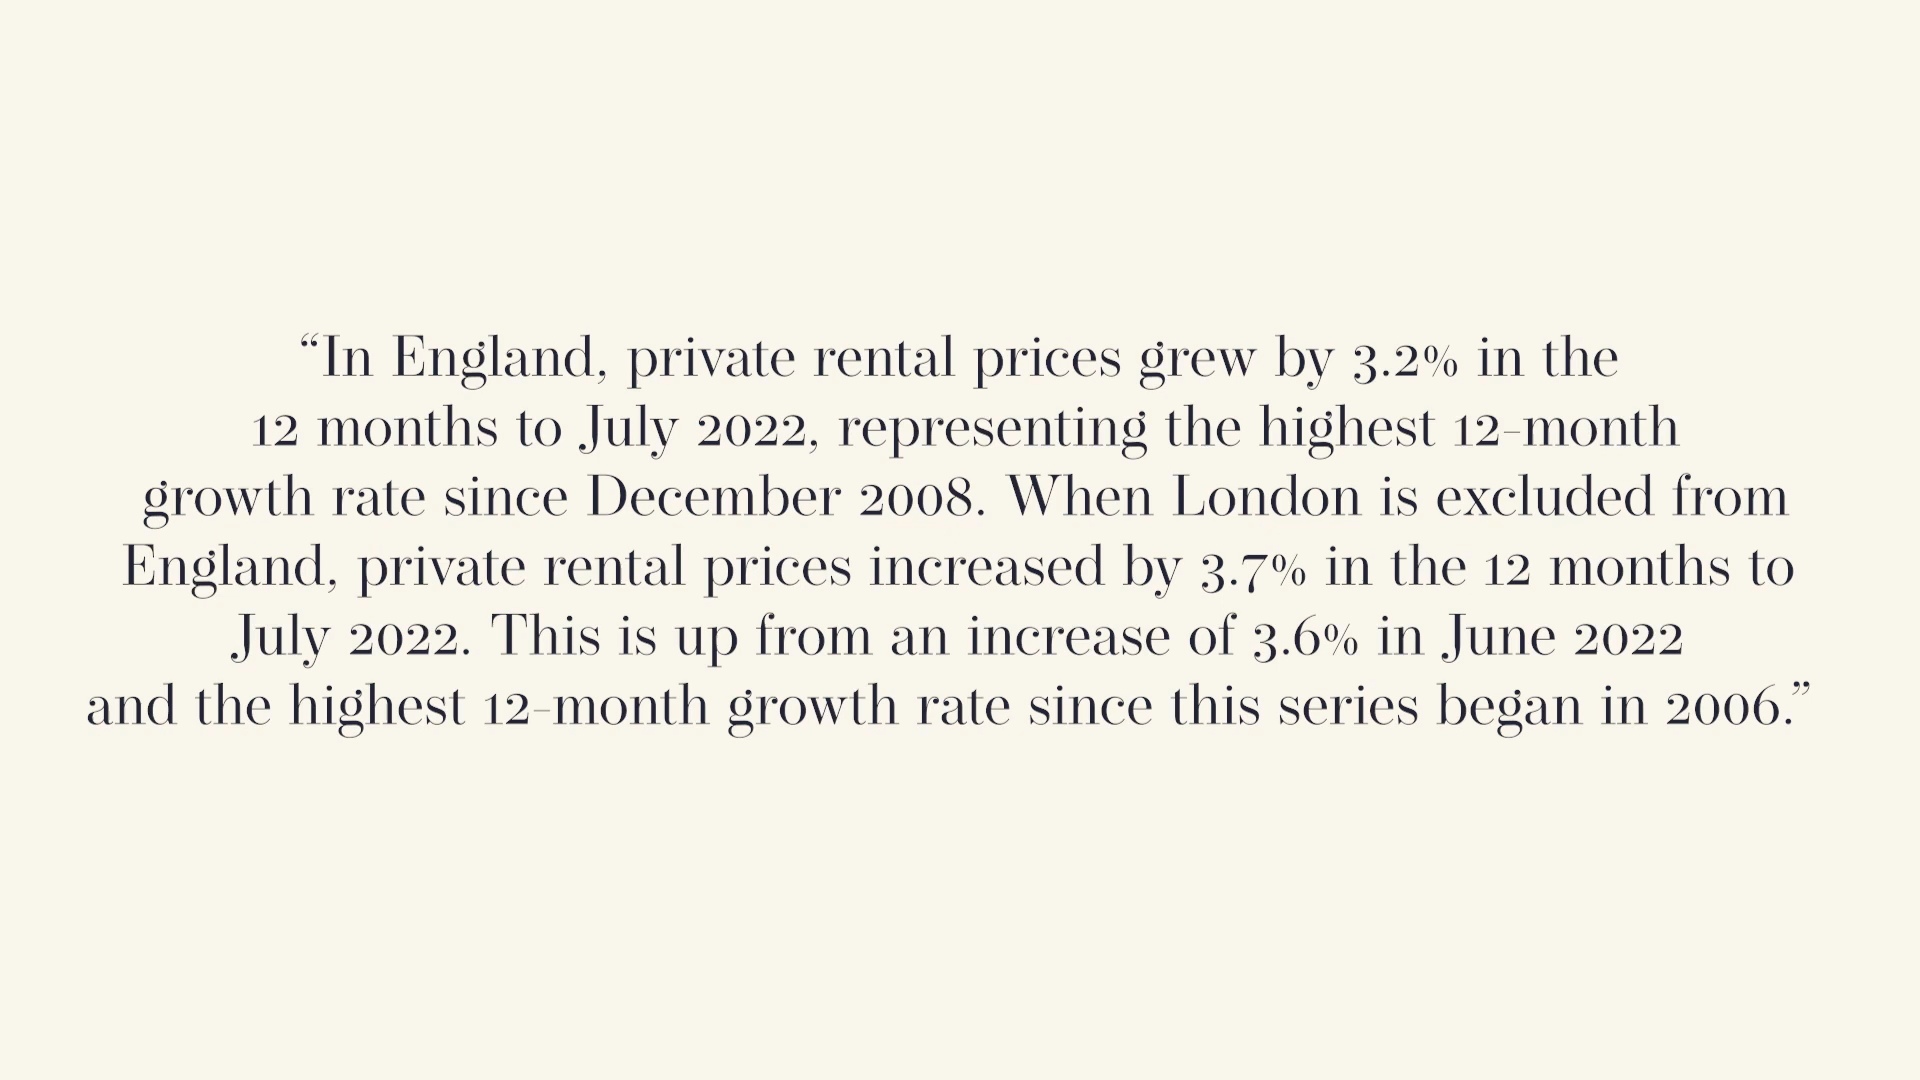 “In England, private rental prices grew by 3.2% in the
12 months to July 2022, representing the highest 12-month
growth rate since December 2008. When London is excluded from
England, private rental prices increased by 3.7% in the 12 months to
July 2022. This is up from an increase of 3.6% in June 2022
and the highest 12-month growth rate since this series began in 2006.”